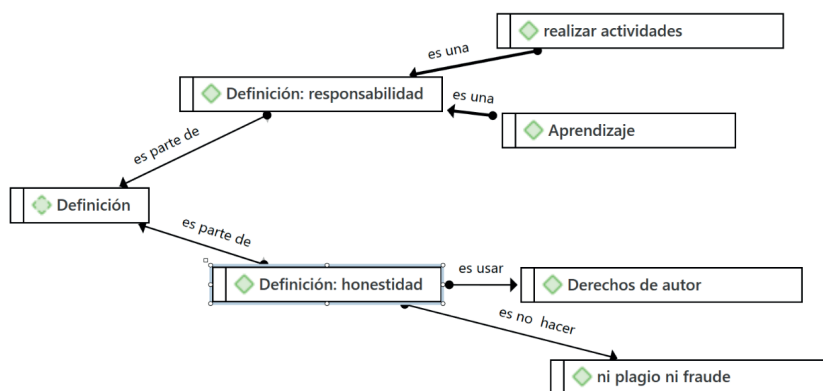 realizar actividades
es una
Definición: responsabilidad
es una
Aprendizaje
es parte de
Definición
es parte de
Definición: honestidad
es usar
Derechos de autor
es no hacer
ni plagio ni fraude